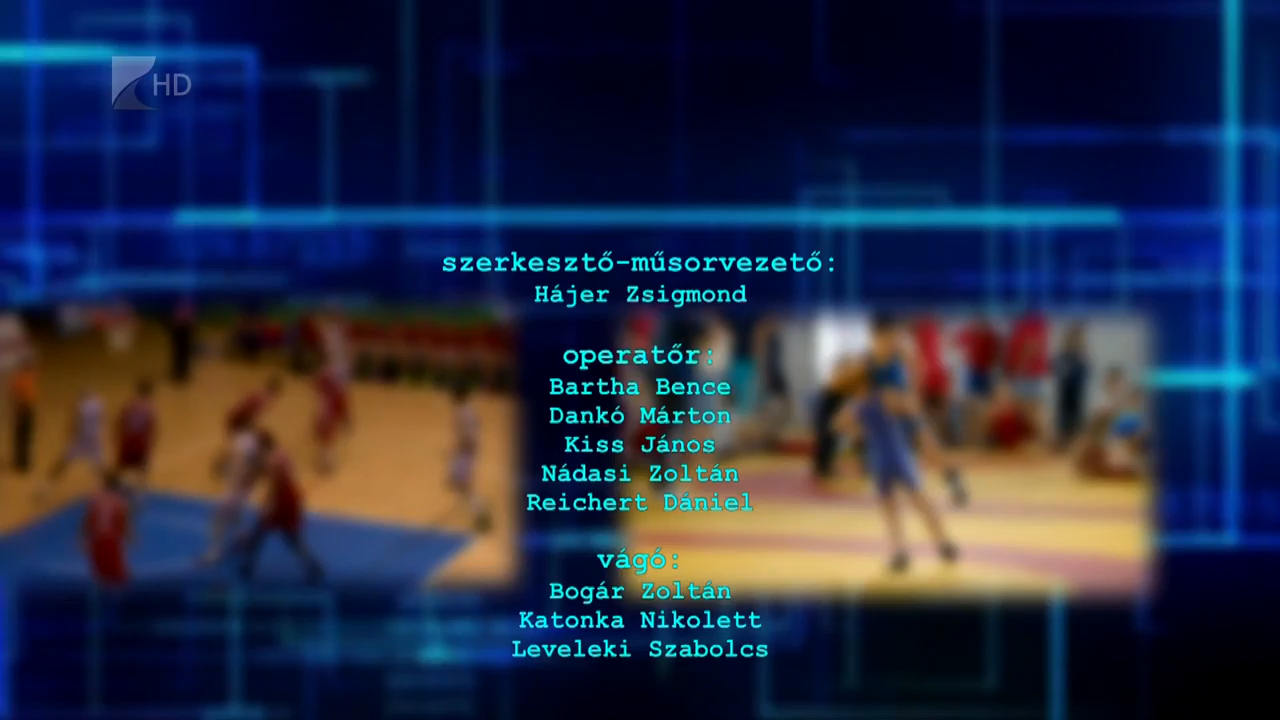 HD
szerkesztő-műsorvezető:
Hájer Zsigmond
operatőr:
Bartha Bence
Dankó Márton
Kiss János
Nádasi Zoltán
Reichert Dániel
vágó:
Bogár Zoltán
Katonka Nikolett
Leveleki Szabolcs